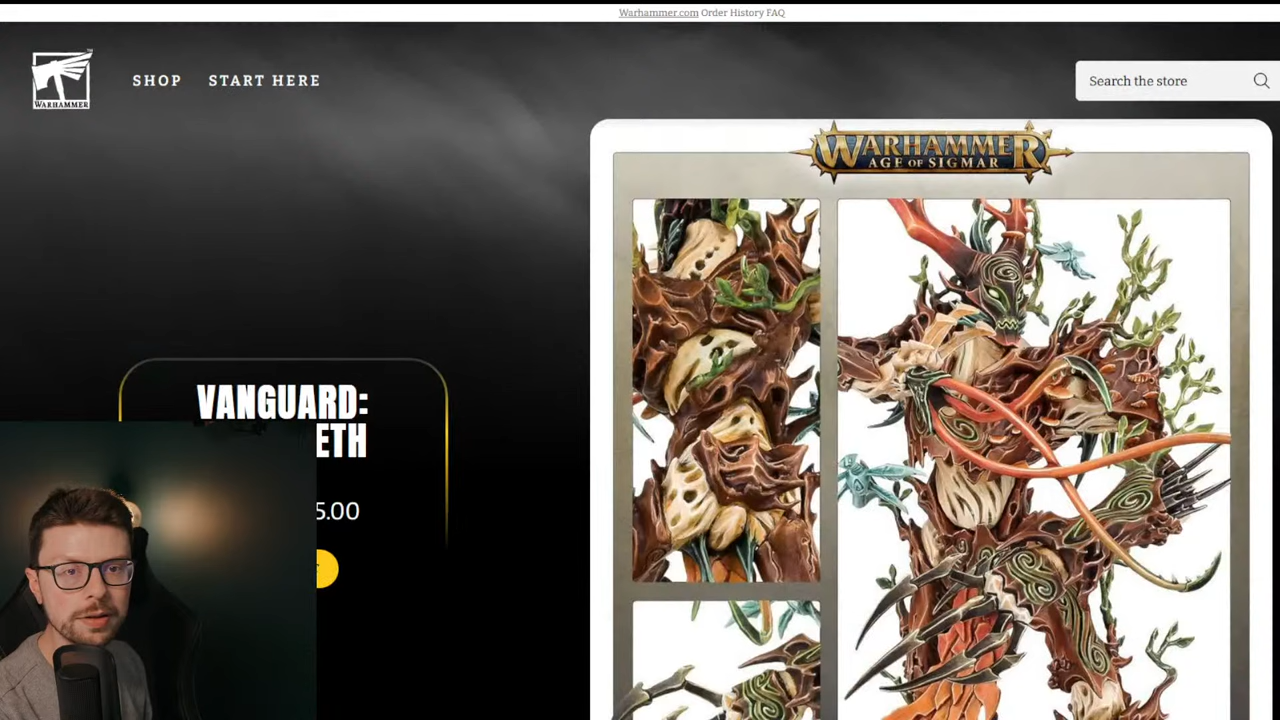 Warhammer.com Order History FAQ
WARHAMMER
SHOP START HERE
Search the store
WARHAMMER
AGE OF SIGMAR
VANGUARD:
ETH
5.00